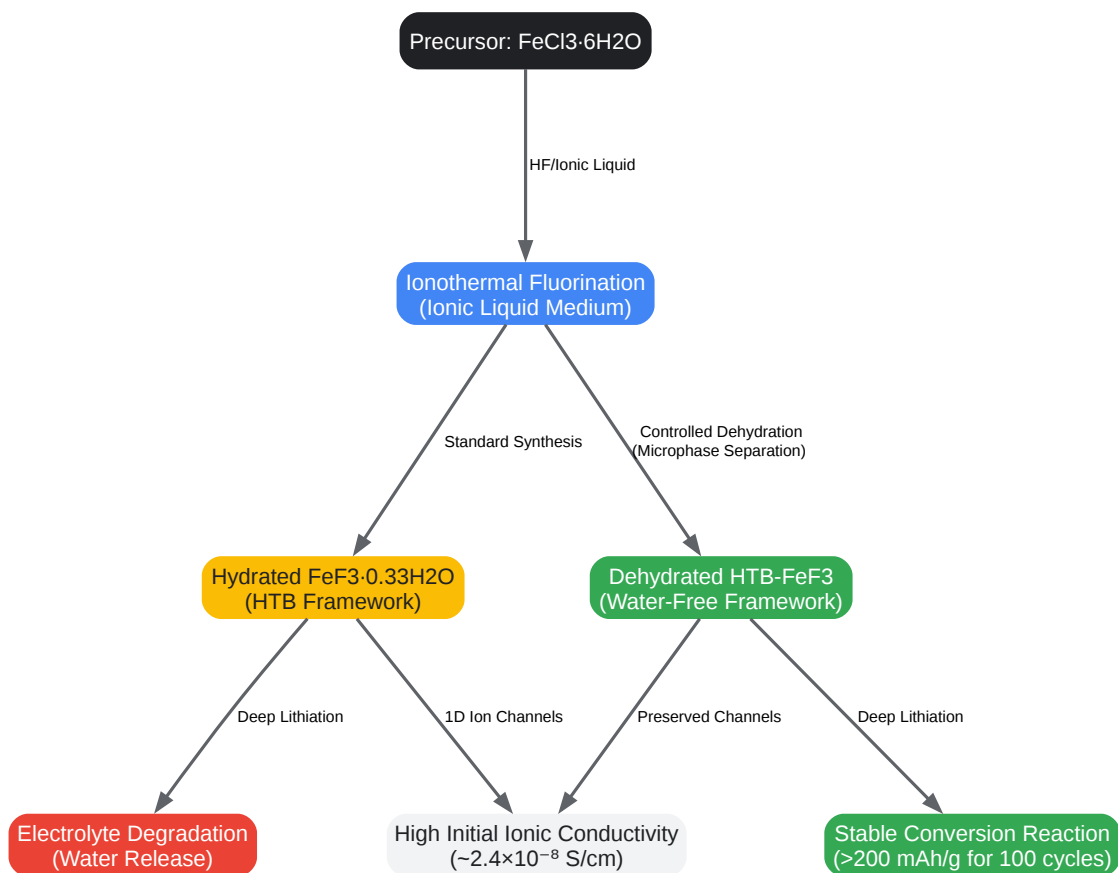 Precursor: FeCl3·6H2O
HF/Ionic Liquid
Ionothermal Fluorination
(Ionic Liquid Medium)
Standard Synthesis
Controlled Dehydration
(Microphase Separation)
Hydrated FeF3·0.33H2O
(HTB Framework)
Dehydrated HTB-FeF3
(Water-Free Framework)
Deep Lithiation
1D Ion Channels
Preserved Channels
Deep Lithiation
Electrolyte Degradation
(Water Release)
High Initial Ionic Conductivity
(~2.4×10⁻⁸ S/cm)
Stable Conversion Reaction
(>200 mAh/g for 100 cycles)